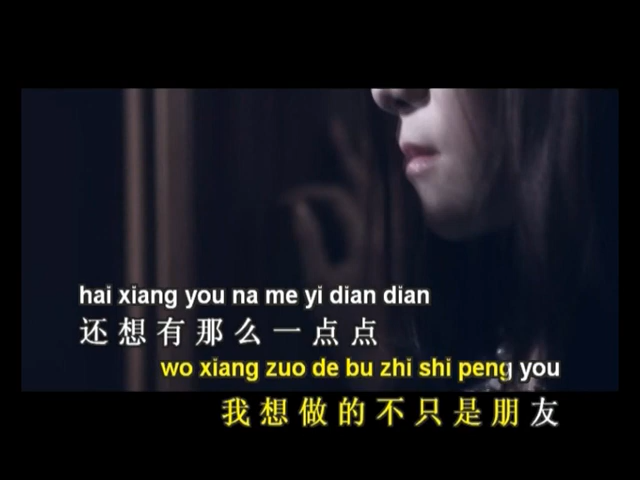 hai xiang you na me yi dian dian
还想有那么一点点
wo xiang zuo de bu zhi shi peng you
我想做的不只是朋友